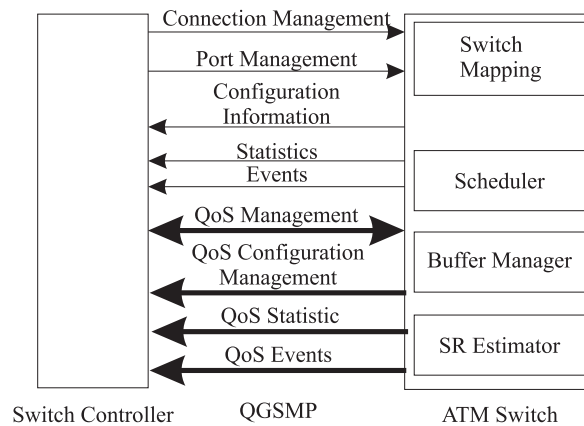 Connection Management
Port Management
Configuration
Information
Statistics
Events
QoS Management
QoS Configuration
Management
QoS Statistic
QoS Events
Switch
Mapping
Scheduler
Buffer Manager
SR Estimator
Switch Controller
QGSMP
ATM Switch